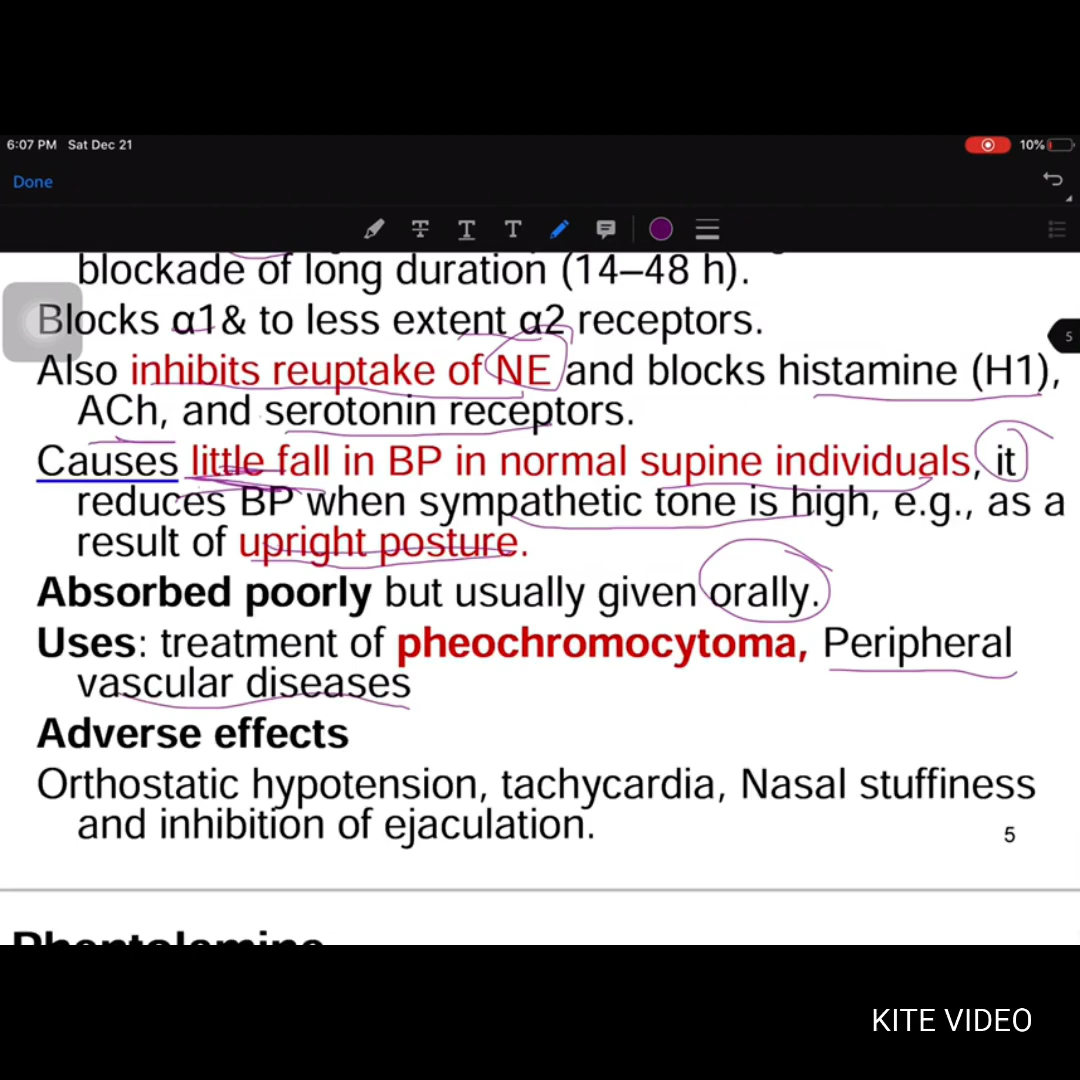 6:07 PM Sat Dec 21
10%
Done
5
blockade of long duration (14–48 h).
Blocks α1& to less extent α2 receptors.
Also inhibits reuptake of NE and blocks histamine (H1),
ACh, and serotonin receptors.
Causes little fall in BP in normal supine individuals, it
reduces BP when sympathetic tone is high, e.g., as a
result of upright posture.
Absorbed poorly but usually given orally.
Uses: treatment of pheochromocytoma, Peripheral
vascular diseases
Adverse effects
Orthostatic hypotension, tachycardia, Nasal stuffiness
and inhibition of ejaculation.
5
Phentolamine
KITE VIDEO